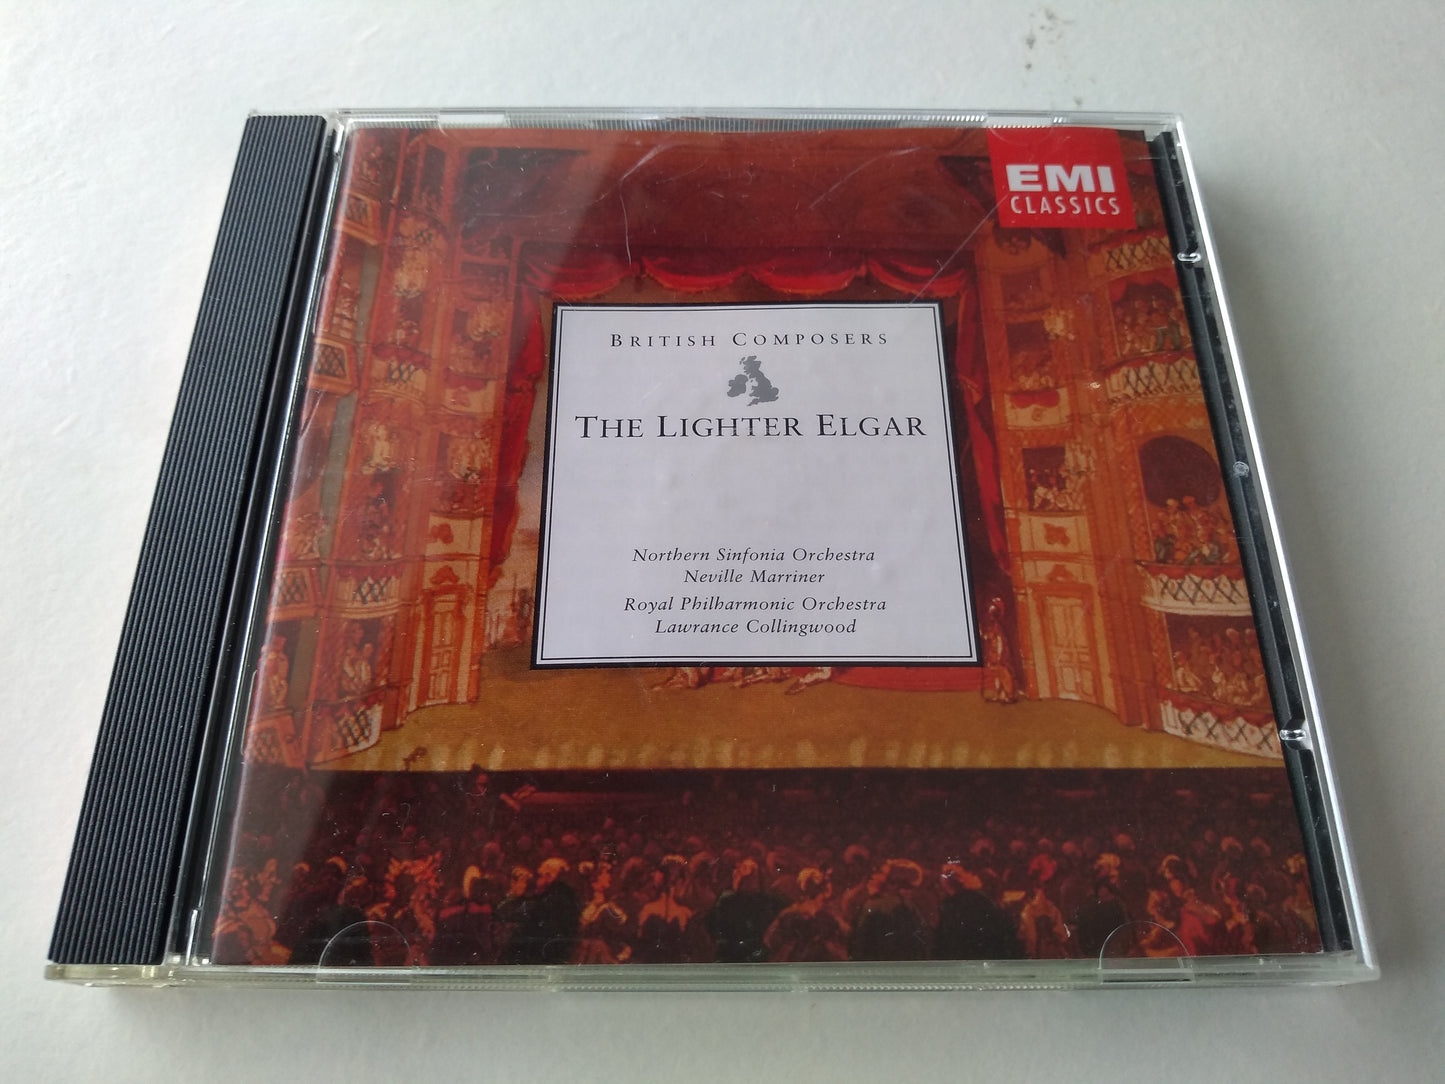 EMI
CLASSICS
BRITISH COMPOSERS
THE LIGHTER ELGAR
Northern Sinfonia Orchestra
Neville Marriner
Royal Philharmonic Orchestra
Lawrance Collingwood